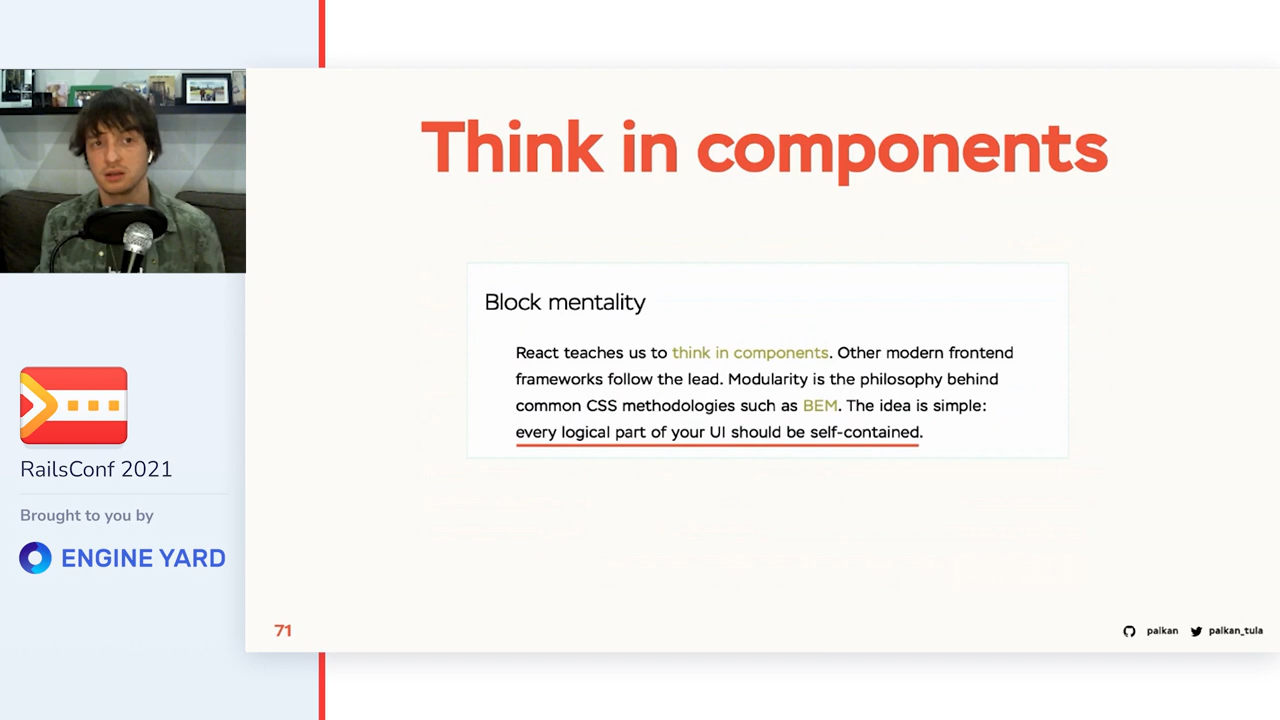 Think in components
Block mentality
React teaches us to think in components. Other modern frontend
frameworks follow the lead. Modularity is the philosophy behind
common CSS methodologies such as BEM. The idea is simple:
every logical part of your UI should be self-contained.
RailsConf 2021
Brought to you by
ENGINE YARD
71
palkan
palkan_tula